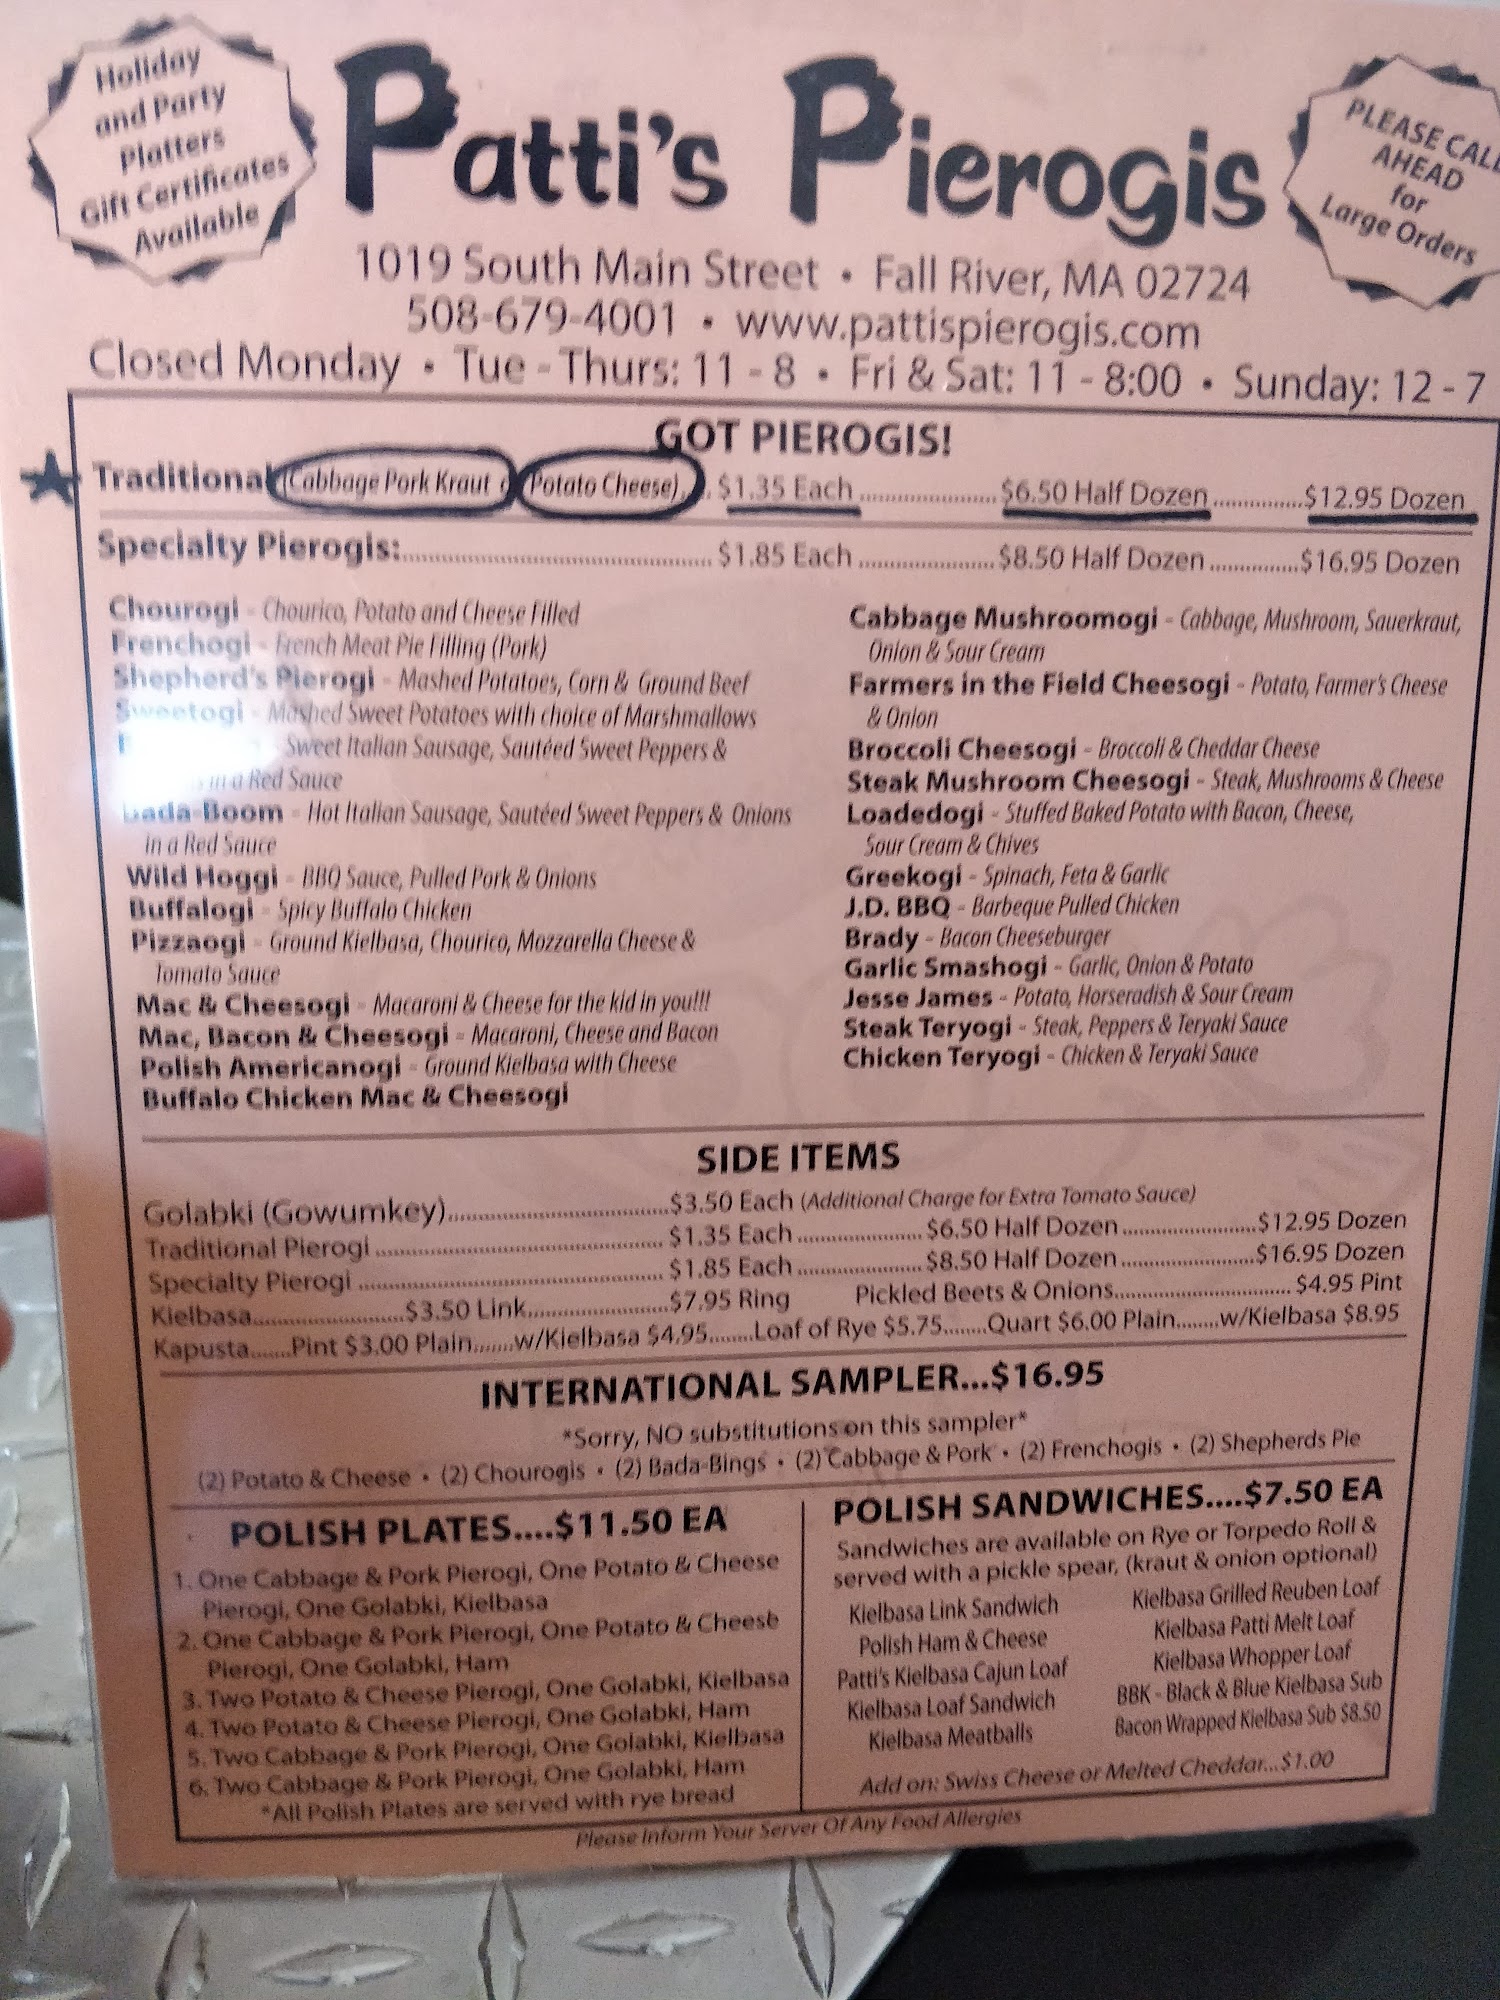 Holiday
and Party
Platters
Gift Certificates
Available
Patti's Pierogis
PLEASE CALL
AHEAD
for
Large Orders
1019 South Main Street • Fall River, MA 02724
508-679-4001 • www.pattispierogis.com
Closed Monday • Tue - Thurs: 11 - 8 • Fri & Sat: 11 - 8:00 • Sunday: 12 - 7
GOT PIEROGIS!
Traditional (Cabbage Pork Kraut Potato Cheese)... $1.35 Each ........................ $6.50 Half Dozen ............... $12.95 Dozen
Specialty Pierogis:........................ $1.85 Each ........................ $8.50 Half Dozen ............... $16.95 Dozen
Chourogi - Chourico, Potato and Cheese Filled
Frenchogi - French Meat Pie Filling (Pork)
Shepherd's Pierogi - Mashed Potatoes, Corn & Ground Beef
Sweetogi - Mashed Sweet Potatoes with choice of Marshmallows
Sweet Italian Sausage, Sautéed Sweet Peppers &
in a Red Sauce
Bada-Boom - Hot Italian Sausage, Sautéed Sweet Peppers & Onions
in a Red Sauce
Wild Hoggi - BBQ Sauce, Pulled Pork & Onions
Buffalogi - Spicy Buffalo Chicken
Pizzaogi - Ground Kielbasa, Chourico, Mozzarella Cheese &
Tomato Sauce
Mac & Cheesogi - Macaroni & Cheese for the kid in you!!!
Mac, Bacon & Cheesogi - Macaroni, Cheese and Bacon
Polish Americanogi - Ground Kielbasa with Cheese
Buffalo Chicken Mac & Cheesogi
Cabbage Mushroomogi - Cabbage, Mushroom, Sauerkraut,
Onion & Sour Cream
Farmers in the Field Cheesogi - Potato, Farmer's Cheese
& Onion
Broccoli Cheesogi - Broccoli & Cheddar Cheese
Steak Mushroom Cheesogi - Steak, Mushrooms & Cheese
Loadedogi - Stuffed Baked Potato with Bacon, Cheese,
Sour Cream & Chives
Greekogi - Spinach, Feta & Garlic
J.D. BBQ - Barbeque Pulled Chicken
Brady - Bacon Cheeseburger
Garlic Smashogi - Garlic, Onion & Potato
Jesse James - Potato, Horseradish & Sour Cream
Steak Teryogi - Steak, Peppers & Teryaki Sauce
Chicken Teryogi - Chicken & Teryaki Sauce
SIDE ITEMS
Golabki (Gowumkey)........................ $3.50 Each (Additional Charge for Extra Tomato Sauce)
Traditional Pierogi ........................ $1.35 Each ........................ $6.50 Half Dozen ........................ $12.95 Dozen
Specialty Pierogi ........................ $1.85 Each ........................ $8.50 Half Dozen ........................ $16.95 Dozen
Kielbasa........................ $3.50 Link........................ $7.95 Ring Pickled Beets & Onions........................ $4.95 Pint
Kapusta.......Pint $3.00 Plain.......w/Kielbasa $4.95........Loaf of Rye $5.75........Quart $6.00 Plain........w/Kielbasa $8.95
INTERNATIONAL SAMPLER...$16.95
*Sorry, NO substitutions on this sampler*
(2) Potato & Cheese • (2) Chourogis • (2) Bada-Bings • (2) Cabbage & Pork • (2) Frenchogis • (2) Shepherds Pie
POLISH PLATES....$11.50 EA
1. One Cabbage & Pork Pierogi, One Potato & Cheese
Pierogi, One Golabki, Kielbasa
2. One Cabbage & Pork Pierogi, One Potato & Cheese
Pierogi, One Golabki, Ham
3. Two Potato & Cheese Pierogi, One Golabki, Kielbasa
4. Two Potato & Cheese Pierogi, One Golabki, Ham
5. Two Cabbage & Pork Pierogi, One Golabki, Kielbasa
6. Two Cabbage & Pork Pierogi, One Golabki, Ham
*All Polish Plates are served with rye bread
POLISH SANDWICHES....$7.50 EA
Sandwiches are available on Rye or Torpedo Roll &
served with a pickle spear, (kraut & onion optional)
Kielbasa Link Sandwich
Polish Ham & Cheese
Patti's Kielbasa Cajun Loaf
Kielbasa Loaf Sandwich
Kielbasa Meatballs
Kielbasa Grilled Reuben Loaf
Kielbasa Patti Melt Loaf
Kielbasa Whopper Loaf
BBK - Black & Blue Kielbasa Sub
Bacon Wrapped Kielbasa Sub $8.50
Add on: Swiss Cheese or Melted Cheddar...$1.00
Please Inform Your Server Of Any Food Allergies